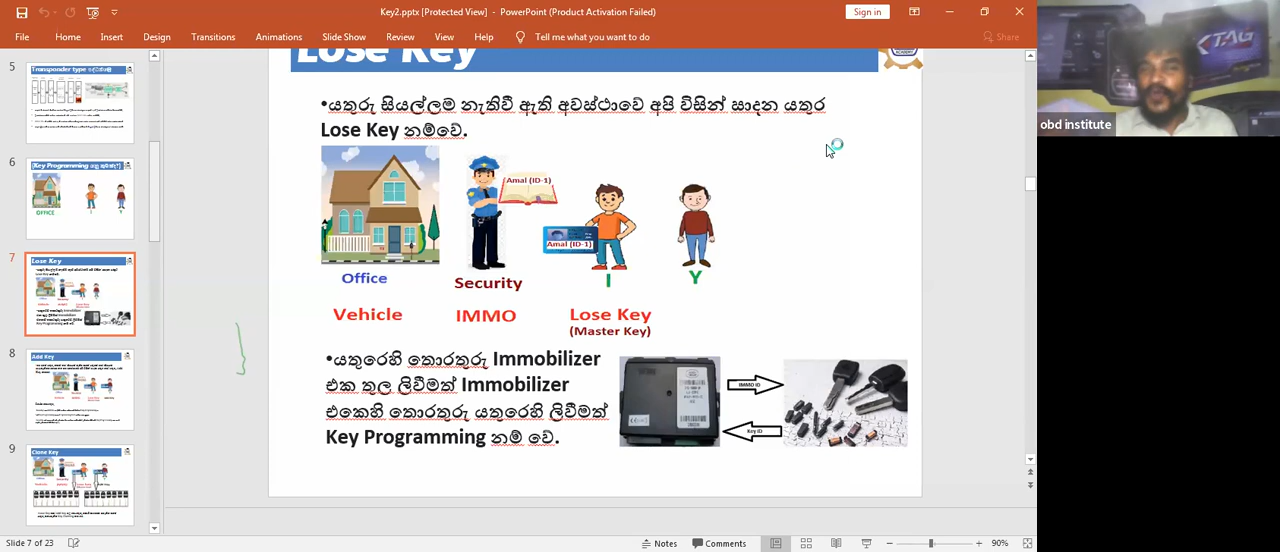 Key2.pptx [Protected View] - PowerPoint (Product Activation Failed)
Sign in
File Home Insert Design Transitions Animations Slide Show Review View Help Tell me what you want to do Share
5
Transponder type
6
OFFICE I Y
7
Lose Key
8
Add Key
9
Clone Key
Lose Key
ACADEMY
•යතුරු සියල්ලම නැතිවී ඇති අවස්ථාවේ අපි විසින් සාදන යතුර
Lose Key නම්වේ.
Amal (ID-1)
Amal (ID-1)
Office Security I Y
Vehicle IMMO Lose Key
(Master Key)
•යතුරෙහි තොරතුරු Immobilizer
එක තුල ලිවීමත් Immobilizer
එකෙහි තොරතුරු යතුරෙහි ලිවීමත්
Key Programming නම් වේ.
IMMO ID
Key ID
KTAG
obd institute
Slide 7 of 23
Notes Comments 90%